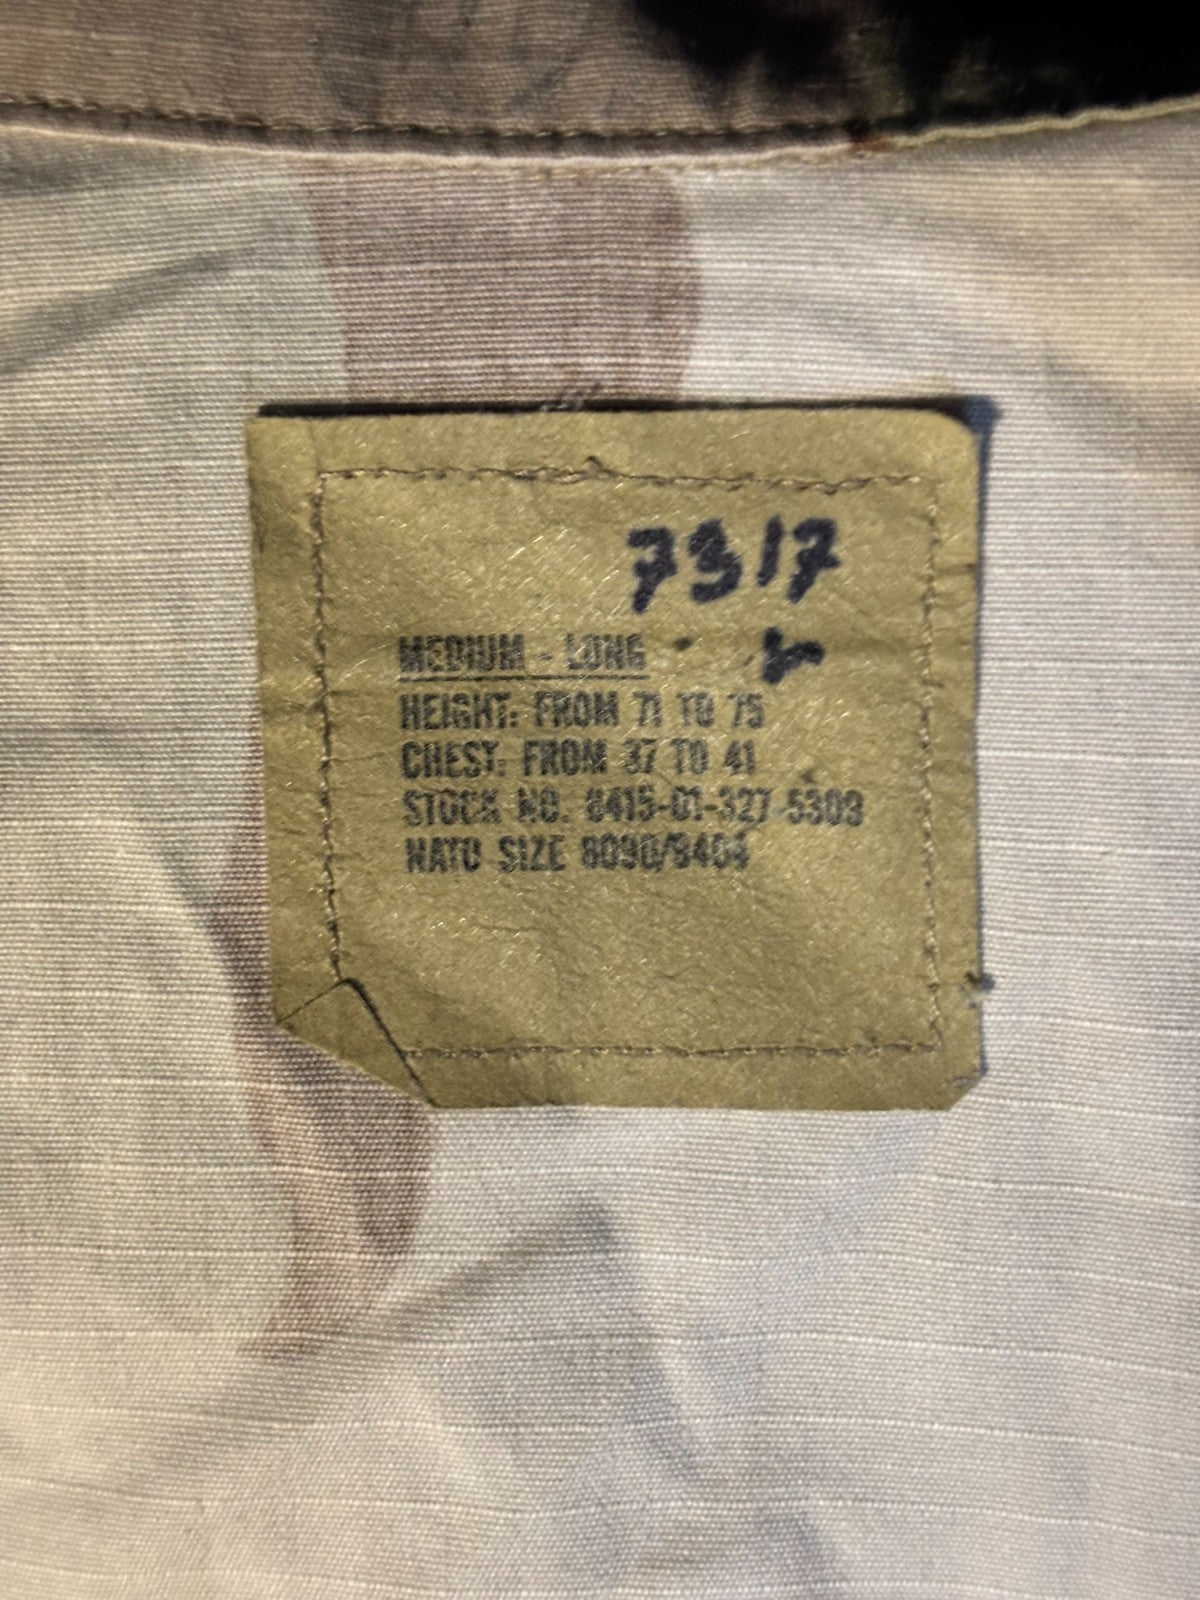 7317
MEDIUM - LONG
HEIGHT: FROM 71 TO 75
CHEST: FROM 37 TO 41
STOCK NO. 8415-01-327-5309
NATO SIZE 8090/9404